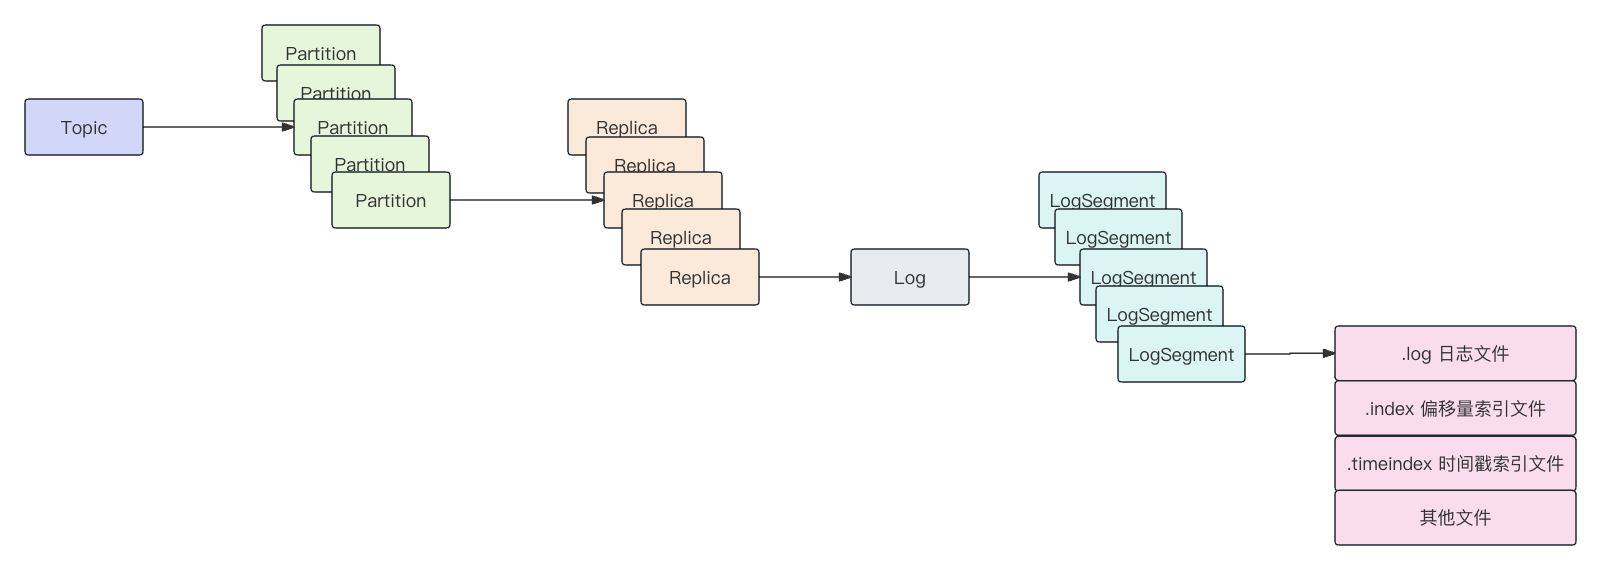 Topic
Partition
Partition
Partition
Partition
Partition
Replica
Replica
Replica
Replica
Replica
Log
LogSegment
LogSegment
LogSegment
LogSegment
LogSegment
.log 日志文件
.index 偏移量索引文件
.timeindex 时间戳索引文件
其他文件